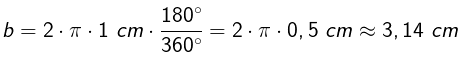 b = 2 · π · 1 cm · 180°/360° = 2 · π · 0,5 cm ≈ 3,14 cm